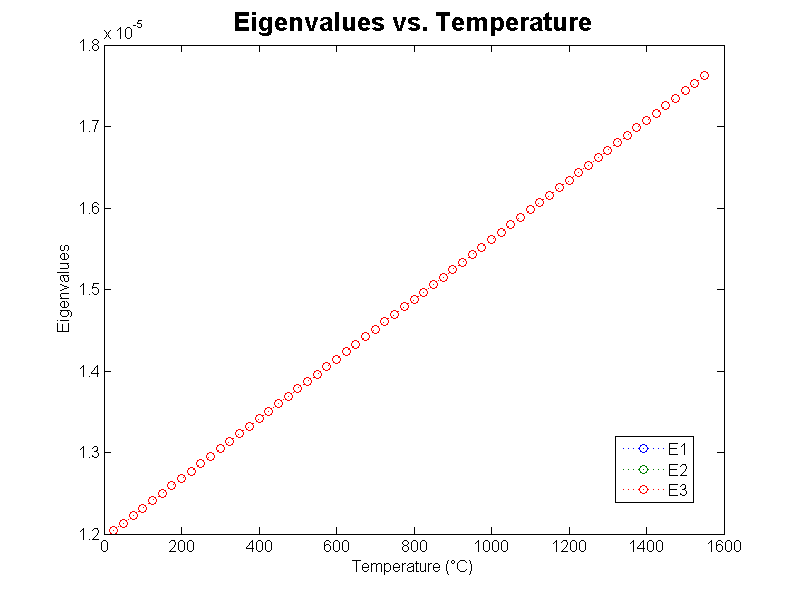 Eigenvalues vs. Temperature
x 10-5
1.8
1.7
1.6
1.5
1.4
1.3
1.2
Eigenvalues
E1
E2
E3
0 200 400 600 800 1000 1200 1400 1600
Temperature (°C)